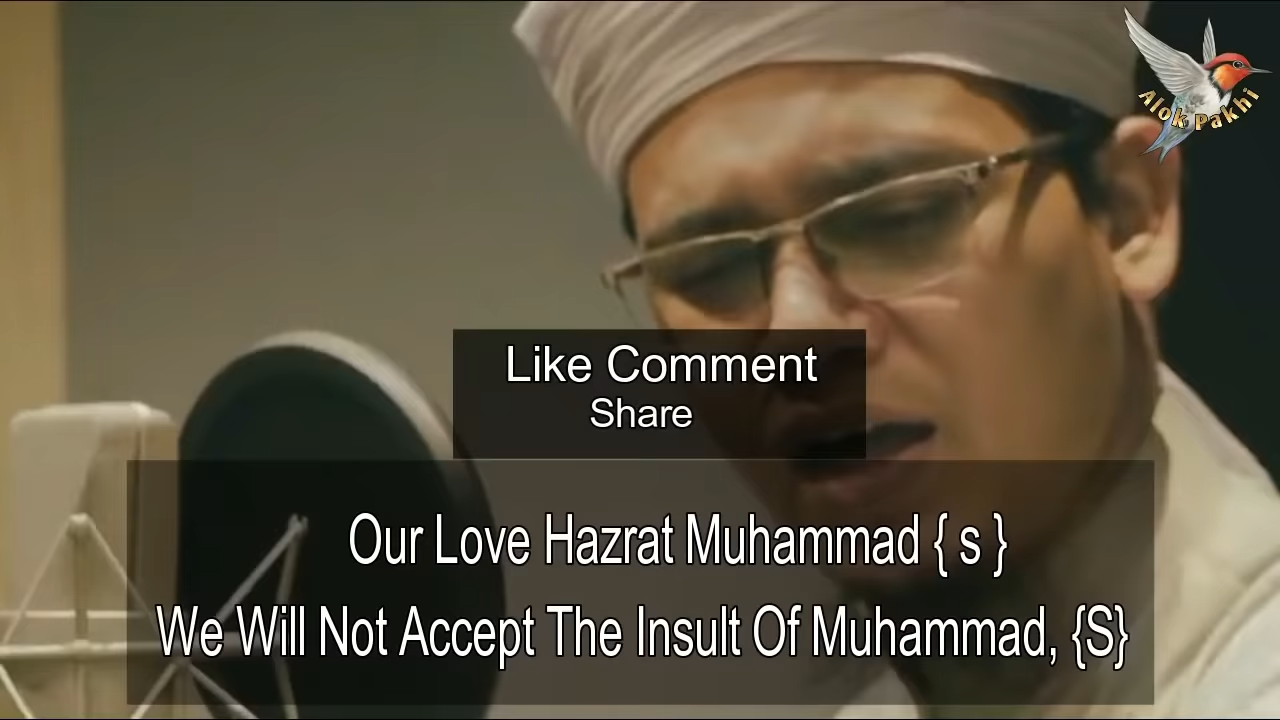 Alok Pakhi
Like Comment
Share
Our Love Hazrat Muhammad { s }
We Will Not Accept The Insult Of Muhammad, {S}